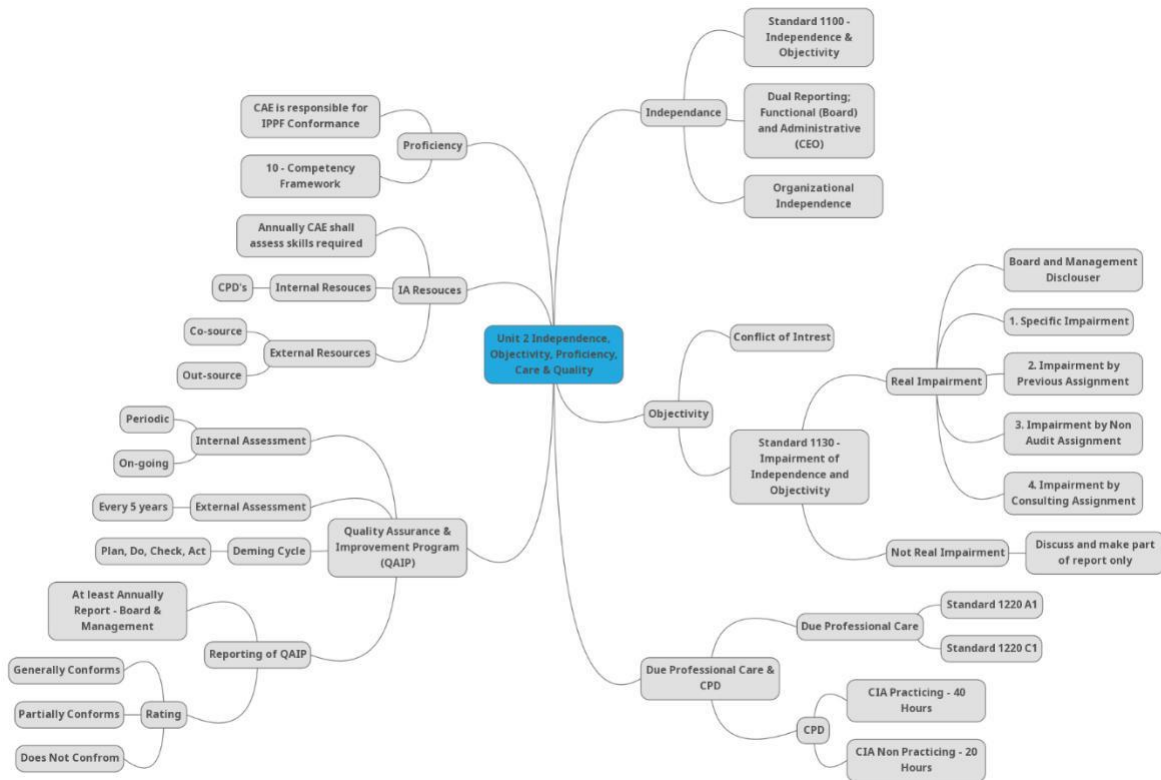 Unit 2 Independence,
Objectivity, Proficiency,
Care & Quality
Independance
Standard 1100 -
Independence &
Objectivity
Dual Reporting;
Functional (Board)
and Administrative
(CEO)
Organizational
Independence
Objectivity
Conflict of Intrest
Standard 1130 -
Impairment of
Independence and
Objectivity
Real Impairment
Board and Management
Disclouser
1. Specific Impairment
2. Impairment by
Previous Assignment
3. Impairment by Non
Audit Assignment
4. Impairment by
Consulting Assignment
Not Real Impairment
Discuss and make part
of report only
Due Professional Care &
CPD
Due Professional Care
Standard 1220 A1
Standard 1220 C1
CPD
CIA Practicing - 40
Hours
CIA Non Practicing - 20
Hours
Proficiency
CAE is responsible for
IPPF Conformance
10 - Competency
Framework
IA Resouces
Annually CAE shall
assess skills required
Internal Resouces
CPD's
External Resources
Co-source
Out-source
Quality Assurance &
Improvement Program
(QAIP)
Internal Assessment
Periodic
On-going
External Assessment
Every 5 years
Deming Cycle
Plan, Do, Check, Act
Reporting of QAIP
At least Annually
Report - Board &
Management
Rating
Generally Conforms
Partially Conforms
Does Not Confrom